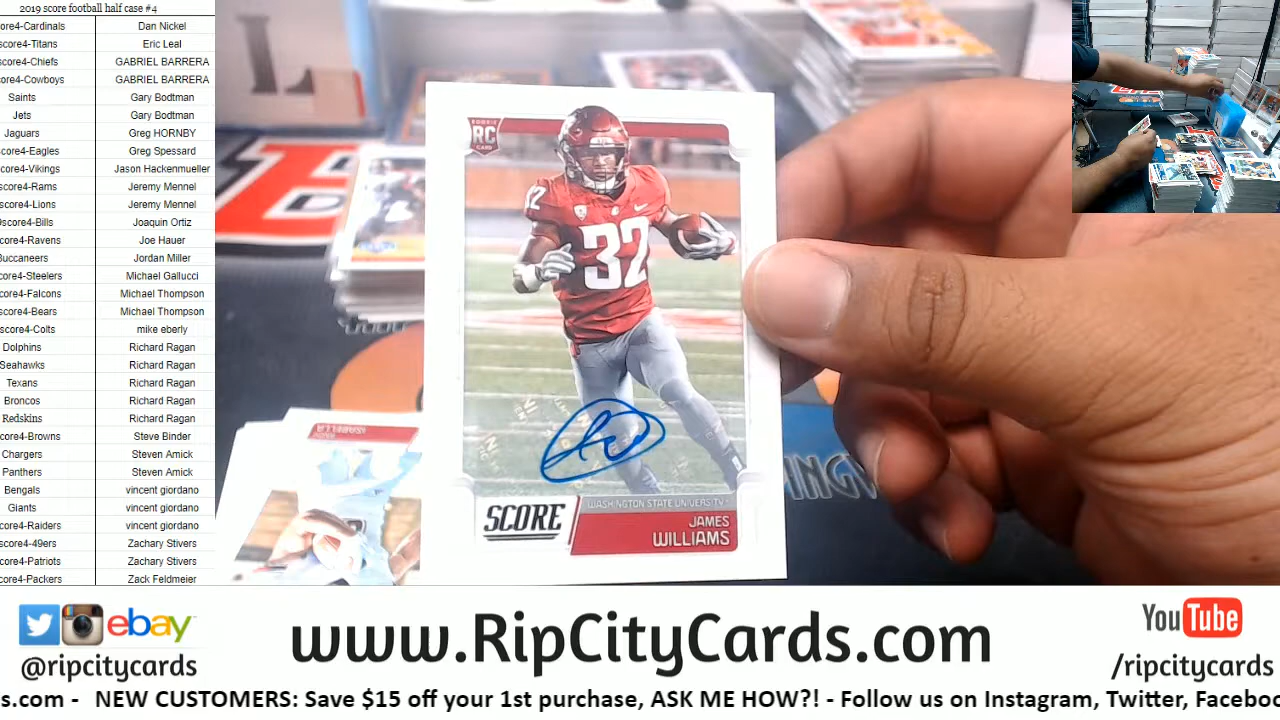 2019 score football half case #4
ore4-Cardinals Dan Nickel
score4-Titans Eric Leal
score4-Chiefs GABRIEL BARRERA
core4-Cowboys GABRIEL BARRERA
Saints Gary Bodtman
Jets Gary Bodtman
Jaguars Greg HORNBY
score4-Eagles Greg Spessard
score4-Vikings Jason Hackenmueller
score4-Rams Jeremy Mennel
score4-Lions Jeremy Mennel
score4-Bills Joaquin Ortiz
core4-Ravens Joe Hauer
Buccaneers Jordan Miller
core4-Steelers Michael Gallucci
core4-Falcons Michael Thompson
core4-Bears Michael Thompson
score4-Colts mike eberly
Dolphins Richard Ragan
Seahawks Richard Ragan
Texans Richard Ragan
Broncos Richard Ragan
Redskins Richard Ragan
core4-Browns Steve Binder
Chargers Steven Amick
Panthers Steven Amick
Bengals vincent giordano
Giants vincent giordano
core4-Raiders vincent giordano
score4-49ers Zachary Stivers
core4-Patriots Zachary Stivers
ore4-Packers Zack Feldmeier
ROOKIE
RC
CARD
32
32
SCORE
WASHINGTON STATE UNIVERSITY
JAMES
WILLIAMS
ebay
@ripcitycards
www.RipCityCards.com
YouTube
/ripcitycards
s.com - NEW CUSTOMERS: Save $15 off your 1st purchase, ASK ME HOW?! - Follow us on Instagram, Twitter, Facebo